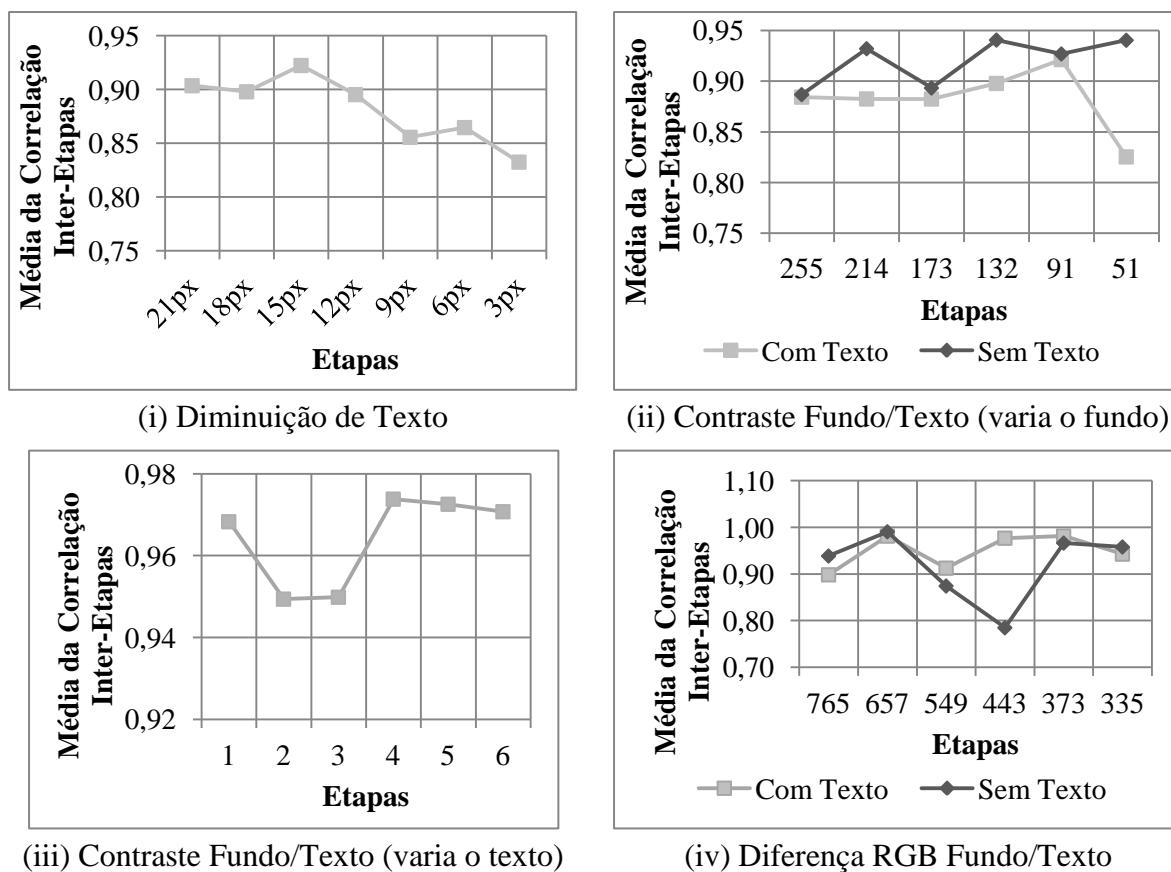 Média da Correlação
Inter-Etapas
0,95
0,90
0,85
0,80
0,75
21px 18px 15px 12px 9px 6px 3px
Etapas
(i) Diminuição de Texto
Média da Correlação
Inter-Etapas
0,95
0,90
0,85
0,80
0,75
255 214 173 132 91 51
Etapas
Com Texto Sem Texto
(ii) Contraste Fundo/Texto (varia o fundo)
Média da Correlação
Inter-Etapas
0,98
0,96
0,94
0,92
1 2 3 4 5 6
Etapas
(iii) Contraste Fundo/Texto (varia o texto)
Média da Correlação
Inter-Etapas
1,10
1,00
0,90
0,80
0,70
765 657 549 443 373 335
Etapas
Com Texto Sem Texto
(iv) Diferença RGB Fundo/Texto